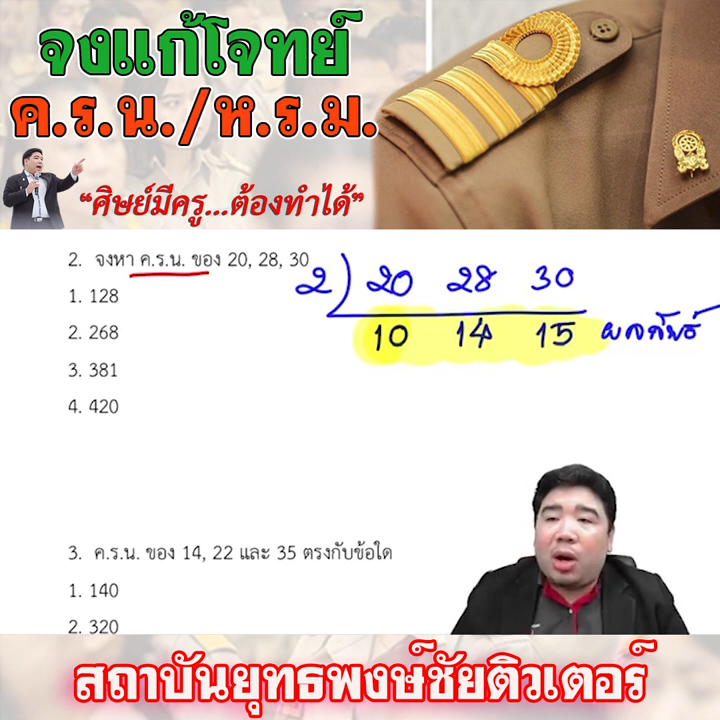 จงแก้โจทย์
ค.ร.น./ห.ร.ม.
“ศิษย์มีครู...ต้องทำได้”
2. จงหา ค.ร.น. ของ 20, 28, 30
1. 128
2. 268
3. 381
4. 420
2 ) 20 28 30
10 14 15 ผลลัพธ์
3. ค.ร.น. ของ 14, 22 และ 35 ตรงกับข้อใด
1. 140
2. 320
สถาบันยุทธพงษ์ชัยติวเตอร์